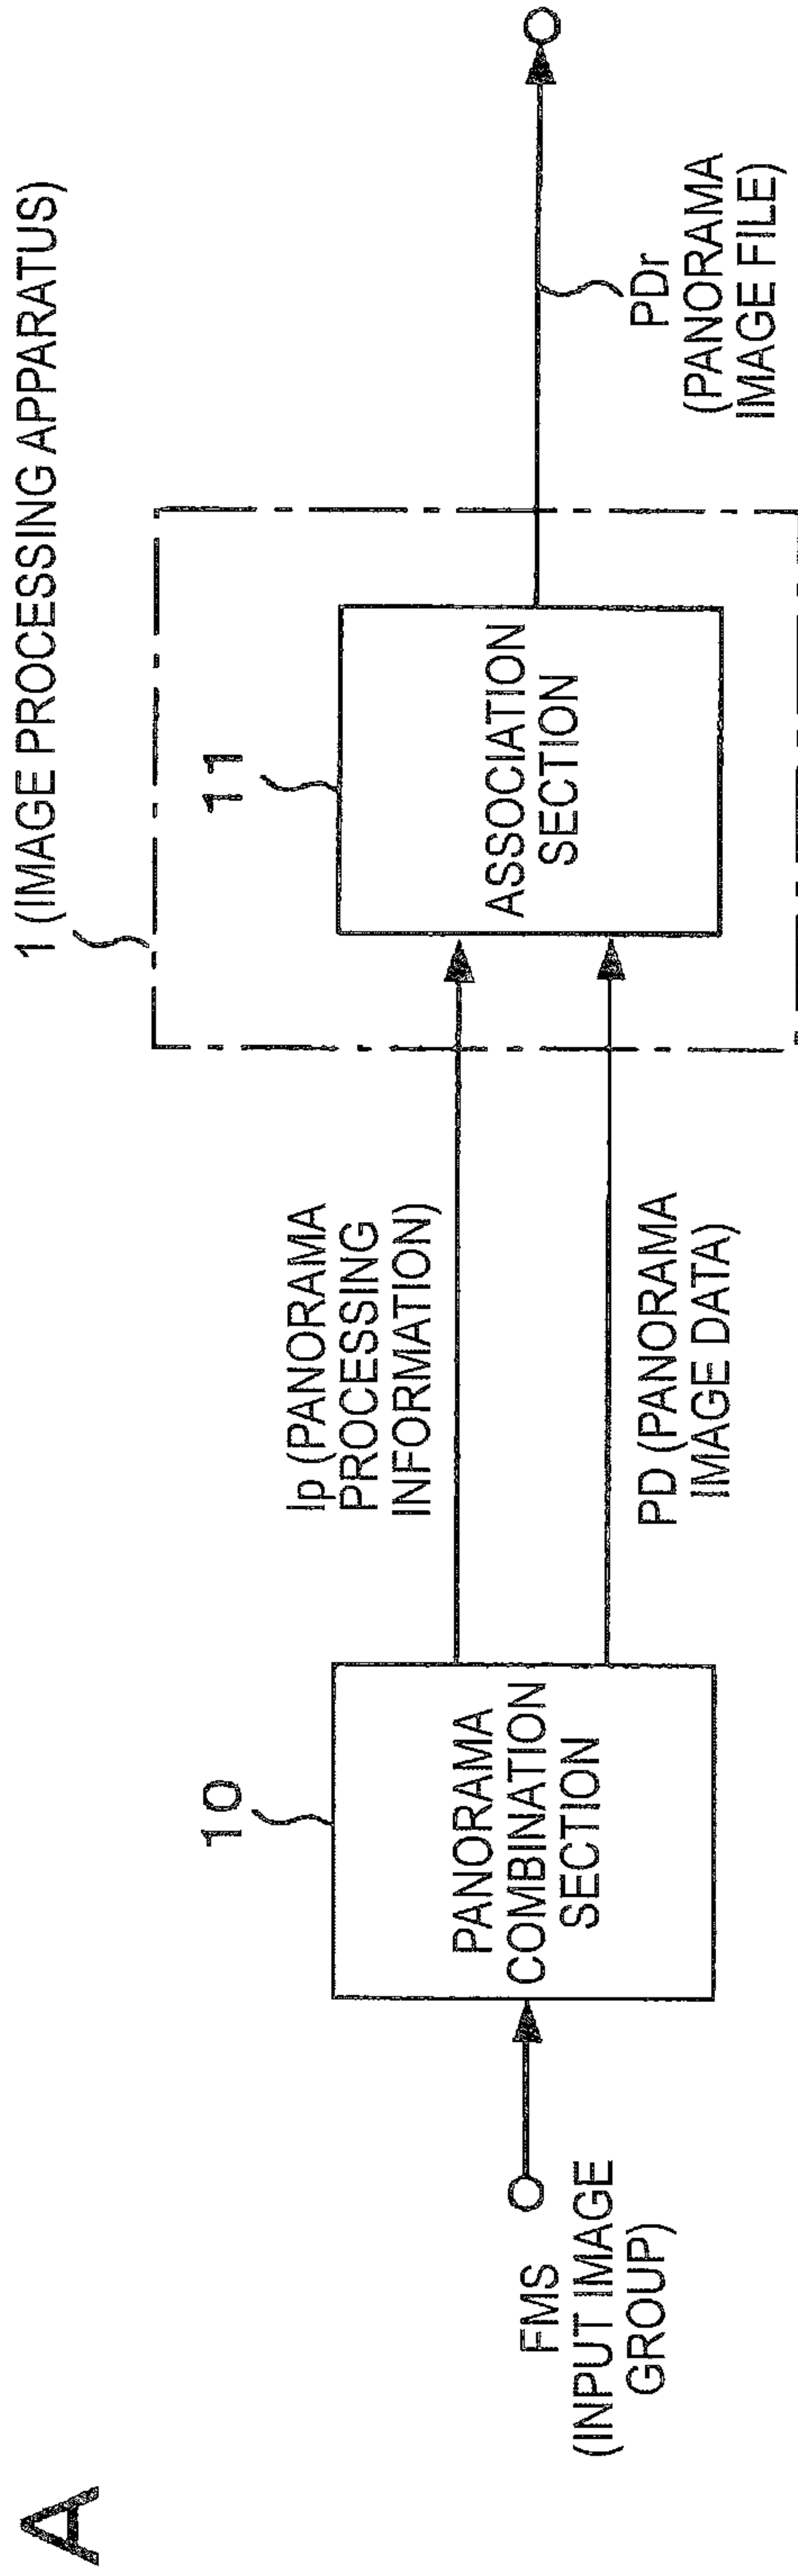 A
1 (IMAGE PROCESSING APPARATUS)
FMS
(INPUT IMAGE
GROUP)
10
PANORAMA
COMBINATION
SECTION
Ip (PANORAMA
PROCESSING
INFORMATION)
PD (PANORAMA
IMAGE DATA)
11
ASSOCIATION
SECTION
PDr
(PANORAMA
IMAGE FILE)